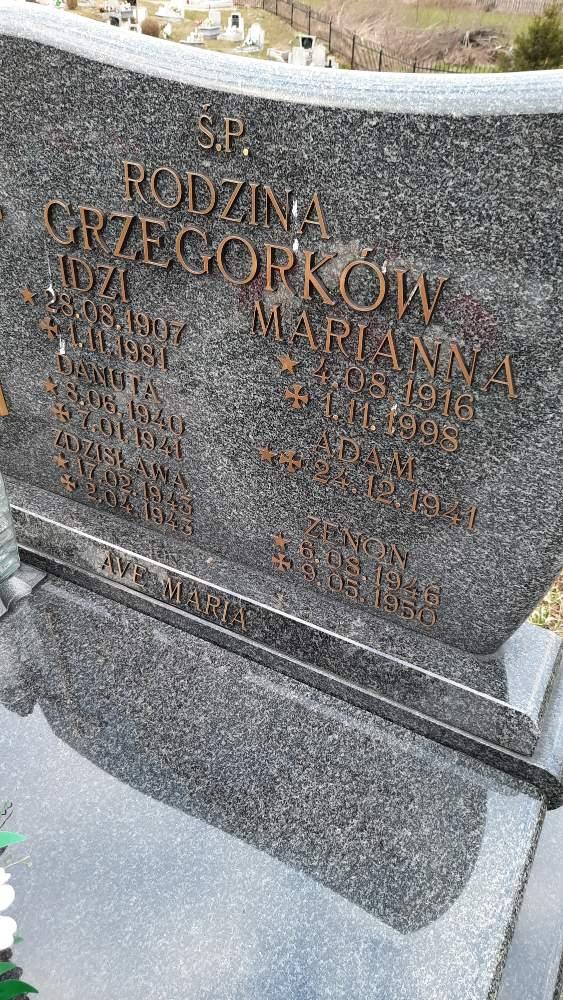 Ś.P.
RODZINA
GRZEGORKÓW
IDZI
★ 28.08.1907
✠ 1.11.1981
DANUTA
★ 8.06.1940
✠ 7.01.1941
ZDZISŁAWA
★ 17.02.1943
✠ 2.04.1943
MARIANNA
★ 4.08.1916
✠ 1.11.1998
ADAM
★✠ 24.12.1941
ZENON
★ 6.08.1946
✠ 9.05.1950
AVE MARIA